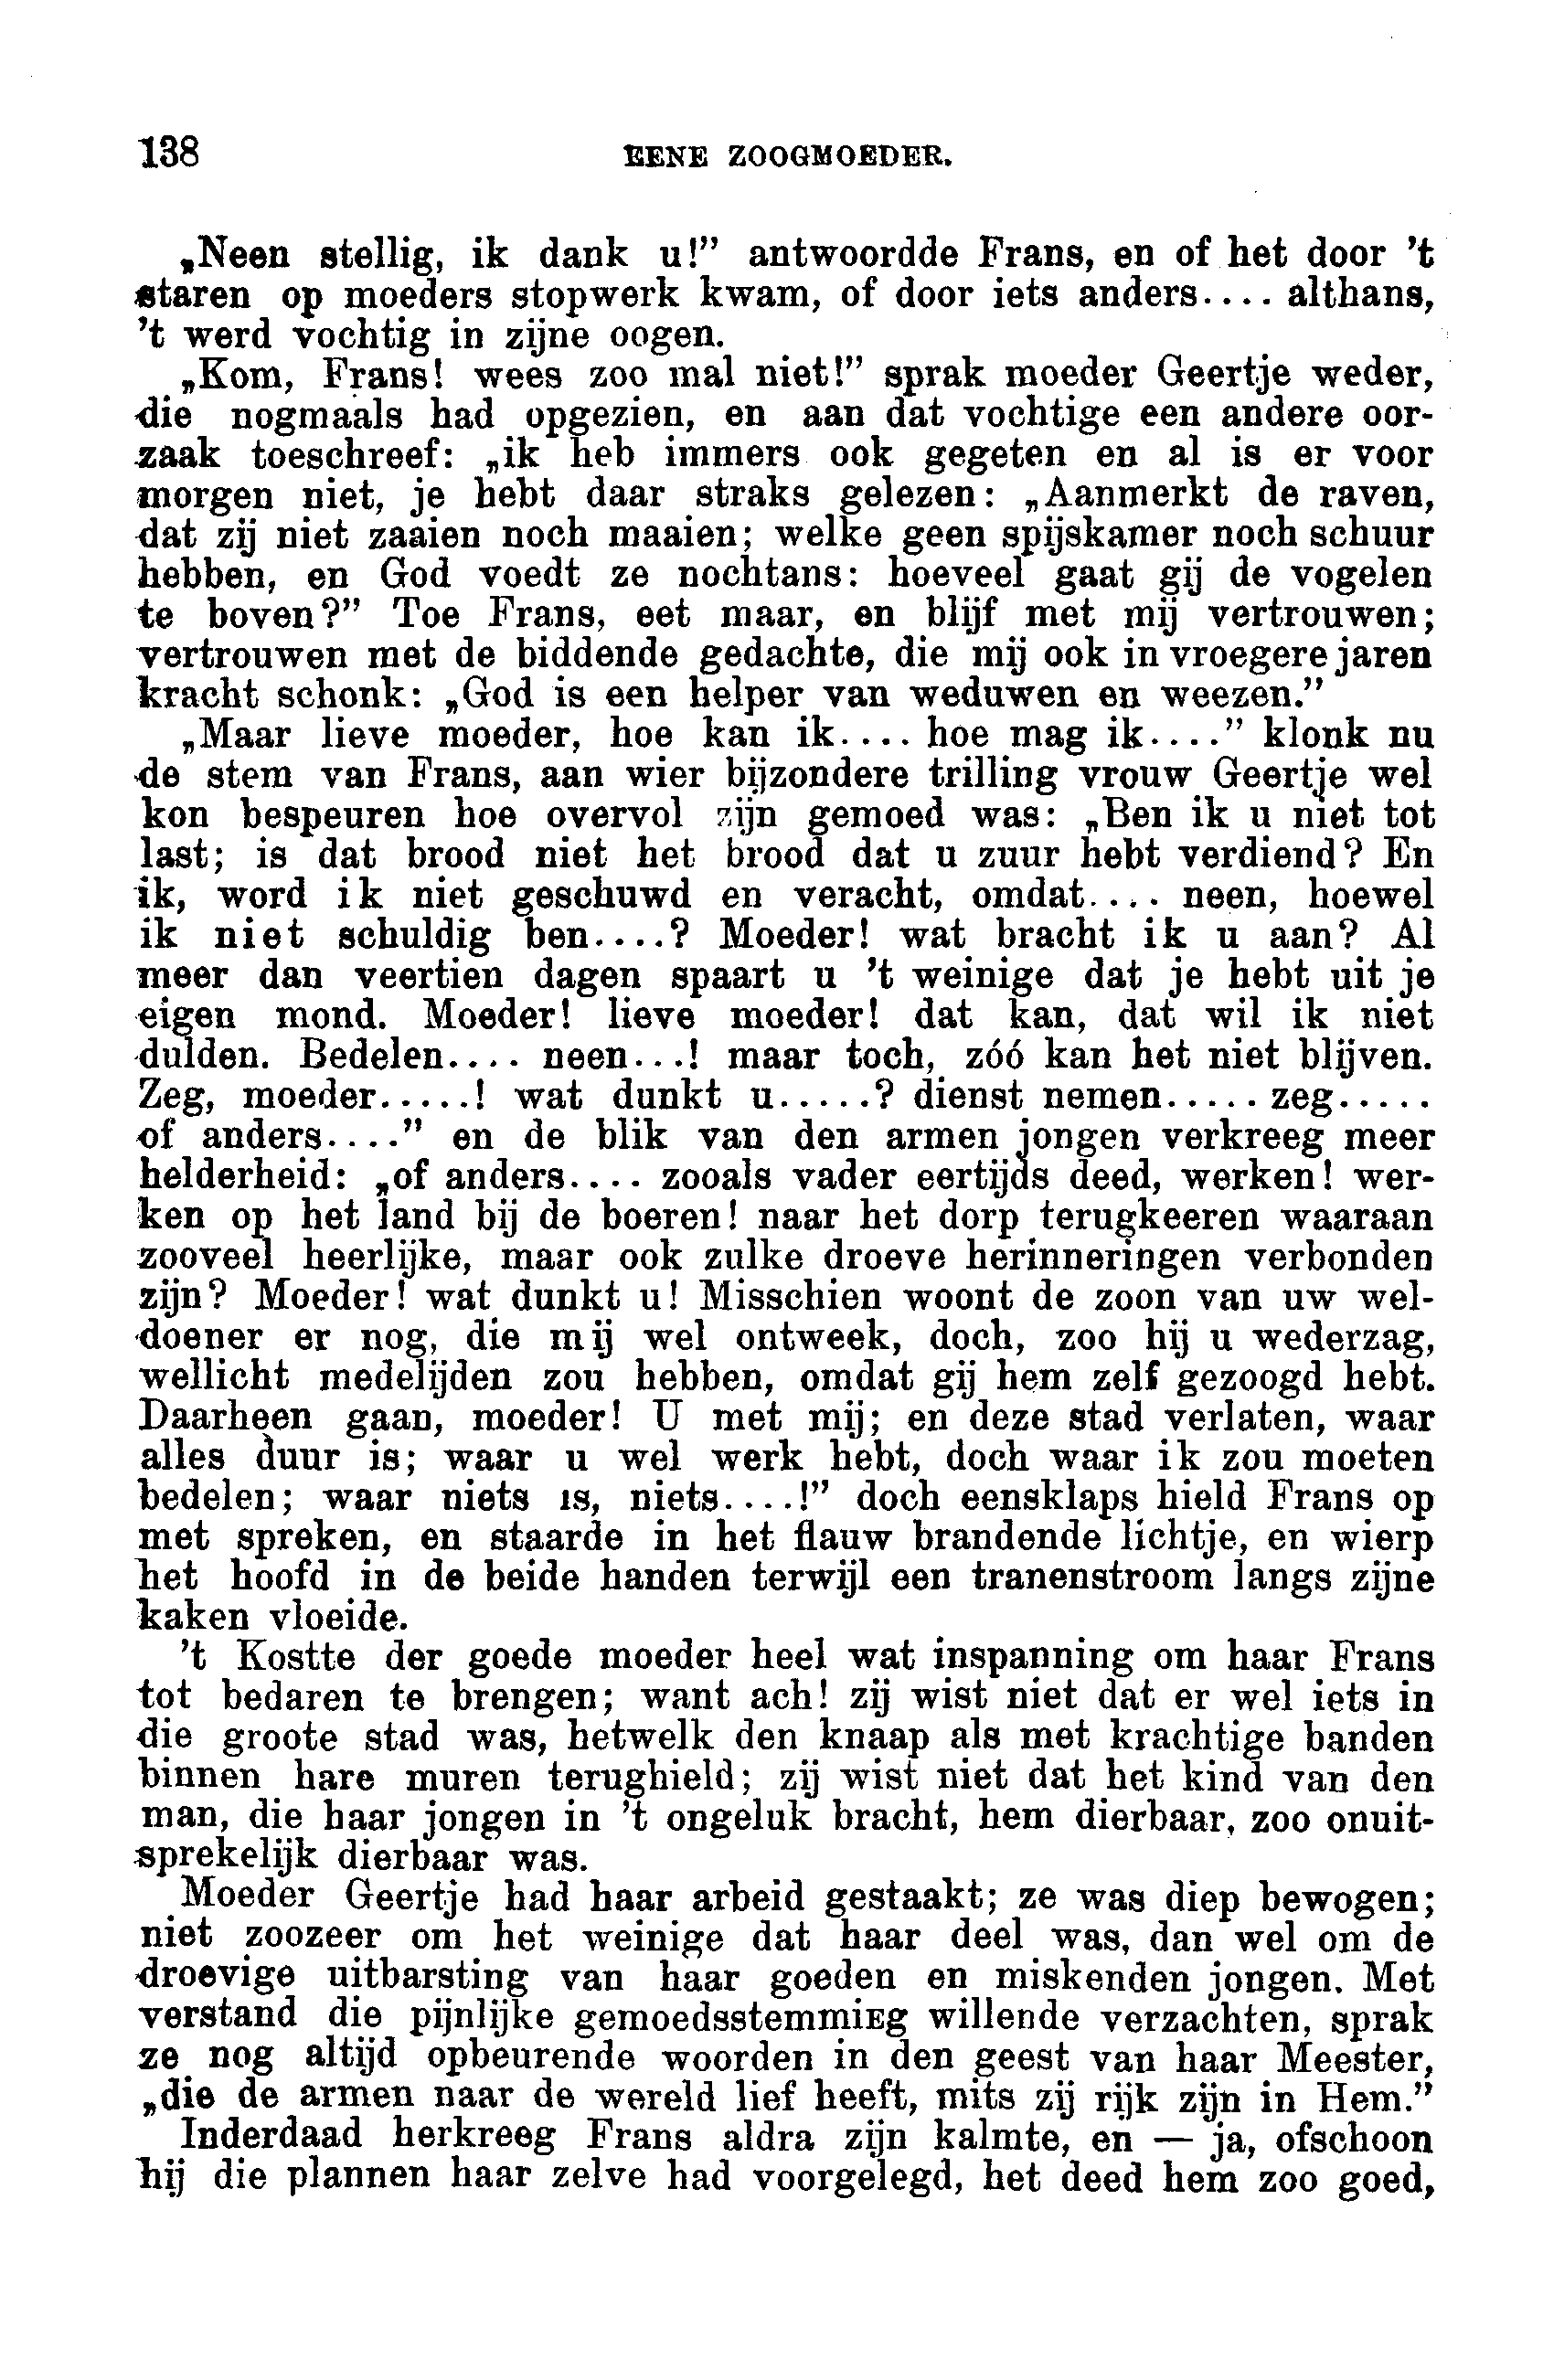 138 EENE ZOOGMOEDER.
„Neen stellig, ik dank u!” antwoordde Frans, en of het door ’t
staren op moeders stopwerk kwam, of door iets anders.... althans,
’t werd vochtig in zijne oogen.
„Kom, Frans! wees zoo mal niet!” sprak moeder Geertje weder,
die nogmaals had opgezien, en aan dat vochtige een andere oor-
zaak toeschreef: „ik heb immers ook gegeten en al is er voor
morgen niet, je hebt daar straks gelezen: „Aanmerkt de raven,
dat zij niet zaaien noch maaien; welke geen spijskamer noch schuur
hebben, en God voedt ze nochtans: hoeveel gaat gij de vogelen
te boven?” Toe Frans, eet maar, en blijf met mij vertrouwen;
vertrouwen met de biddende gedachte, die mij ook in vroegere jaren
kracht schonk: „God is een helper van weduwen en weezen.”
„Maar lieve moeder, hoe kan ik.... hoe mag ik....” klonk nu
de stem van Frans, aan wier bijzondere trilling vrouw Geertje wel
kon bespeuren hoe overvol zijn gemoed was: „Ben ik u niet tot
last; is dat brood niet het brood dat u zuur hebt verdiend? En
ik, word ik niet geschuwd en veracht, omdat.... neen, hoewel
ik niet schuldig ben....? Moeder! wat bracht ik u aan? Al
meer dan veertien dagen spaart u ’t weinige dat je hebt uit je
eigen mond. Moeder! lieve moeder! dat kan, dat wil ik niet
dulden. Bedelen.... neen...! maar toch, zóó kan het niet blijven.
Zeg, moeder.....! wat dunkt u.....? dienst nemen..... zeg.....
of anders....” en de blik van den armen jongen verkreeg meer
helderheid: „of anders.... zooals vader eertijds deed, werken! wer-
ken op het land bij de boeren! naar het dorp terugkeeren waaraan
zooveel heerlijke, maar ook zulke droeve herinneringen verbonden
zijn? Moeder! wat dunkt u! Misschien woont de zoon van uw wel-
doener er nog, die mij wel ontweek, doch, zoo hij u wederzag,
wellicht medelijden zou hebben, omdat gij hem zelf gezoogd hebt.
Daarheen gaan, moeder! U met mij; en deze stad verlaten, waar
alles duur is; waar u wel werk hebt, doch waar ik zou moeten
bedelen; waar niets is, niets....!” doch eensklaps hield Frans op
met spreken, en staarde in het flauw brandende lichtje, en wierp
het hoofd in de beide handen terwijl een tranenstroom langs zijne
kaken vloeide.
’t Kostte der goede moeder heel wat inspanning om haar Frans
tot bedaren te brengen; want ach! zij wist niet dat er wel iets in
die groote stad was, hetwelk den knaap als met krachtige banden
binnen hare muren terughield; zij wist niet dat het kind van den
man, die haar jongen in ’t ongeluk bracht, hem dierbaar, zoo onuit-
sprekelijk dierbaar was.
Moeder Geertje had haar arbeid gestaakt; ze was diep bewogen;
niet zoozeer om het weinige dat haar deel was, dan wel om de
droevige uitbarsting van haar goeden en miskenden jongen. Met
verstand die pijnlijke gemoedsstemmiEg willende verzachten, sprak
ze nog altijd opbeurende woorden in den geest van haar Meester,
„die de armen naar de wereld lief heeft, mits zij rijk zijn in Hem.”
Inderdaad herkreeg Frans aldra zijn kalmte, en — ja, ofschoon
hij die plannen haar zelve had voorgelegd, het deed hem zoo goed,